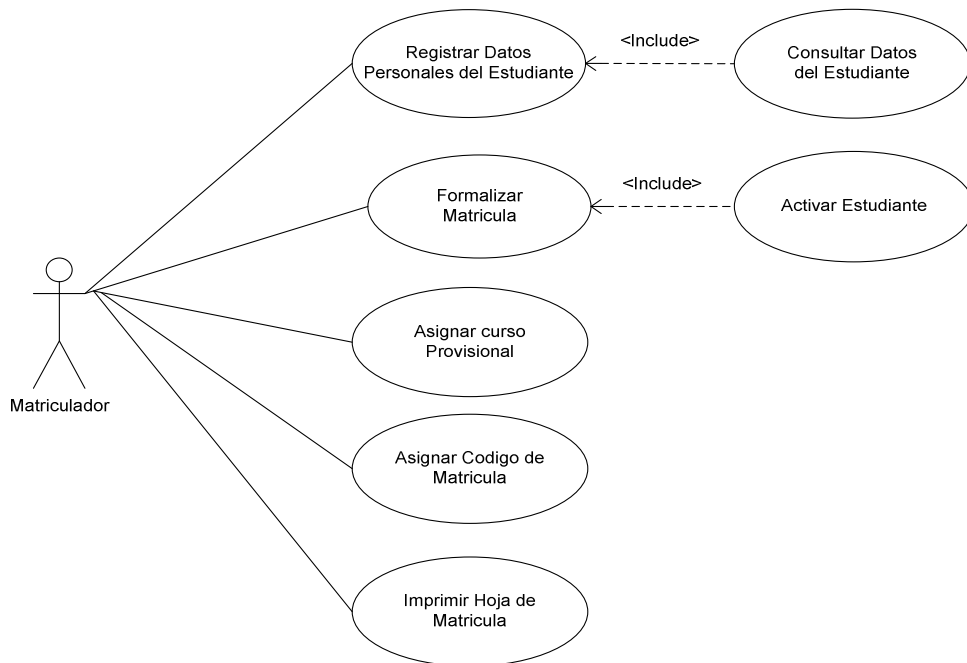 Registrar Datos
Personales del Estudiante
<Include>
Consultar Datos
del Estudiante
Formalizar
Matricula
<Include>
Activar Estudiante
Asignar curso
Provisional
Matriculador
Asignar Codigo de
Matricula
Imprimir Hoja de
Matricula